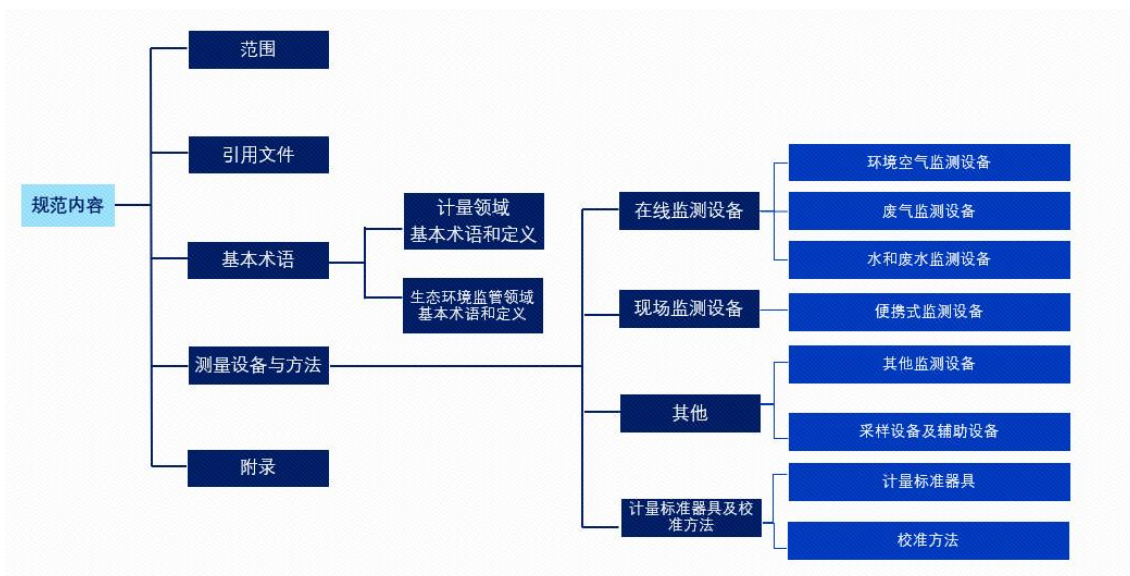 规范内容
范围
引用文件
基本术语
计量领域
基本术语和定义
生态环境监管领域
基本术语和定义
测量设备与方法
在线监测设备
环境空气监测设备
废气监测设备
水和废水监测设备
现场监测设备
便携式监测设备
其他
其他监测设备
采样设备及辅助设备
计量标准器具及校
准方法
计量标准器具
校准方法
附录